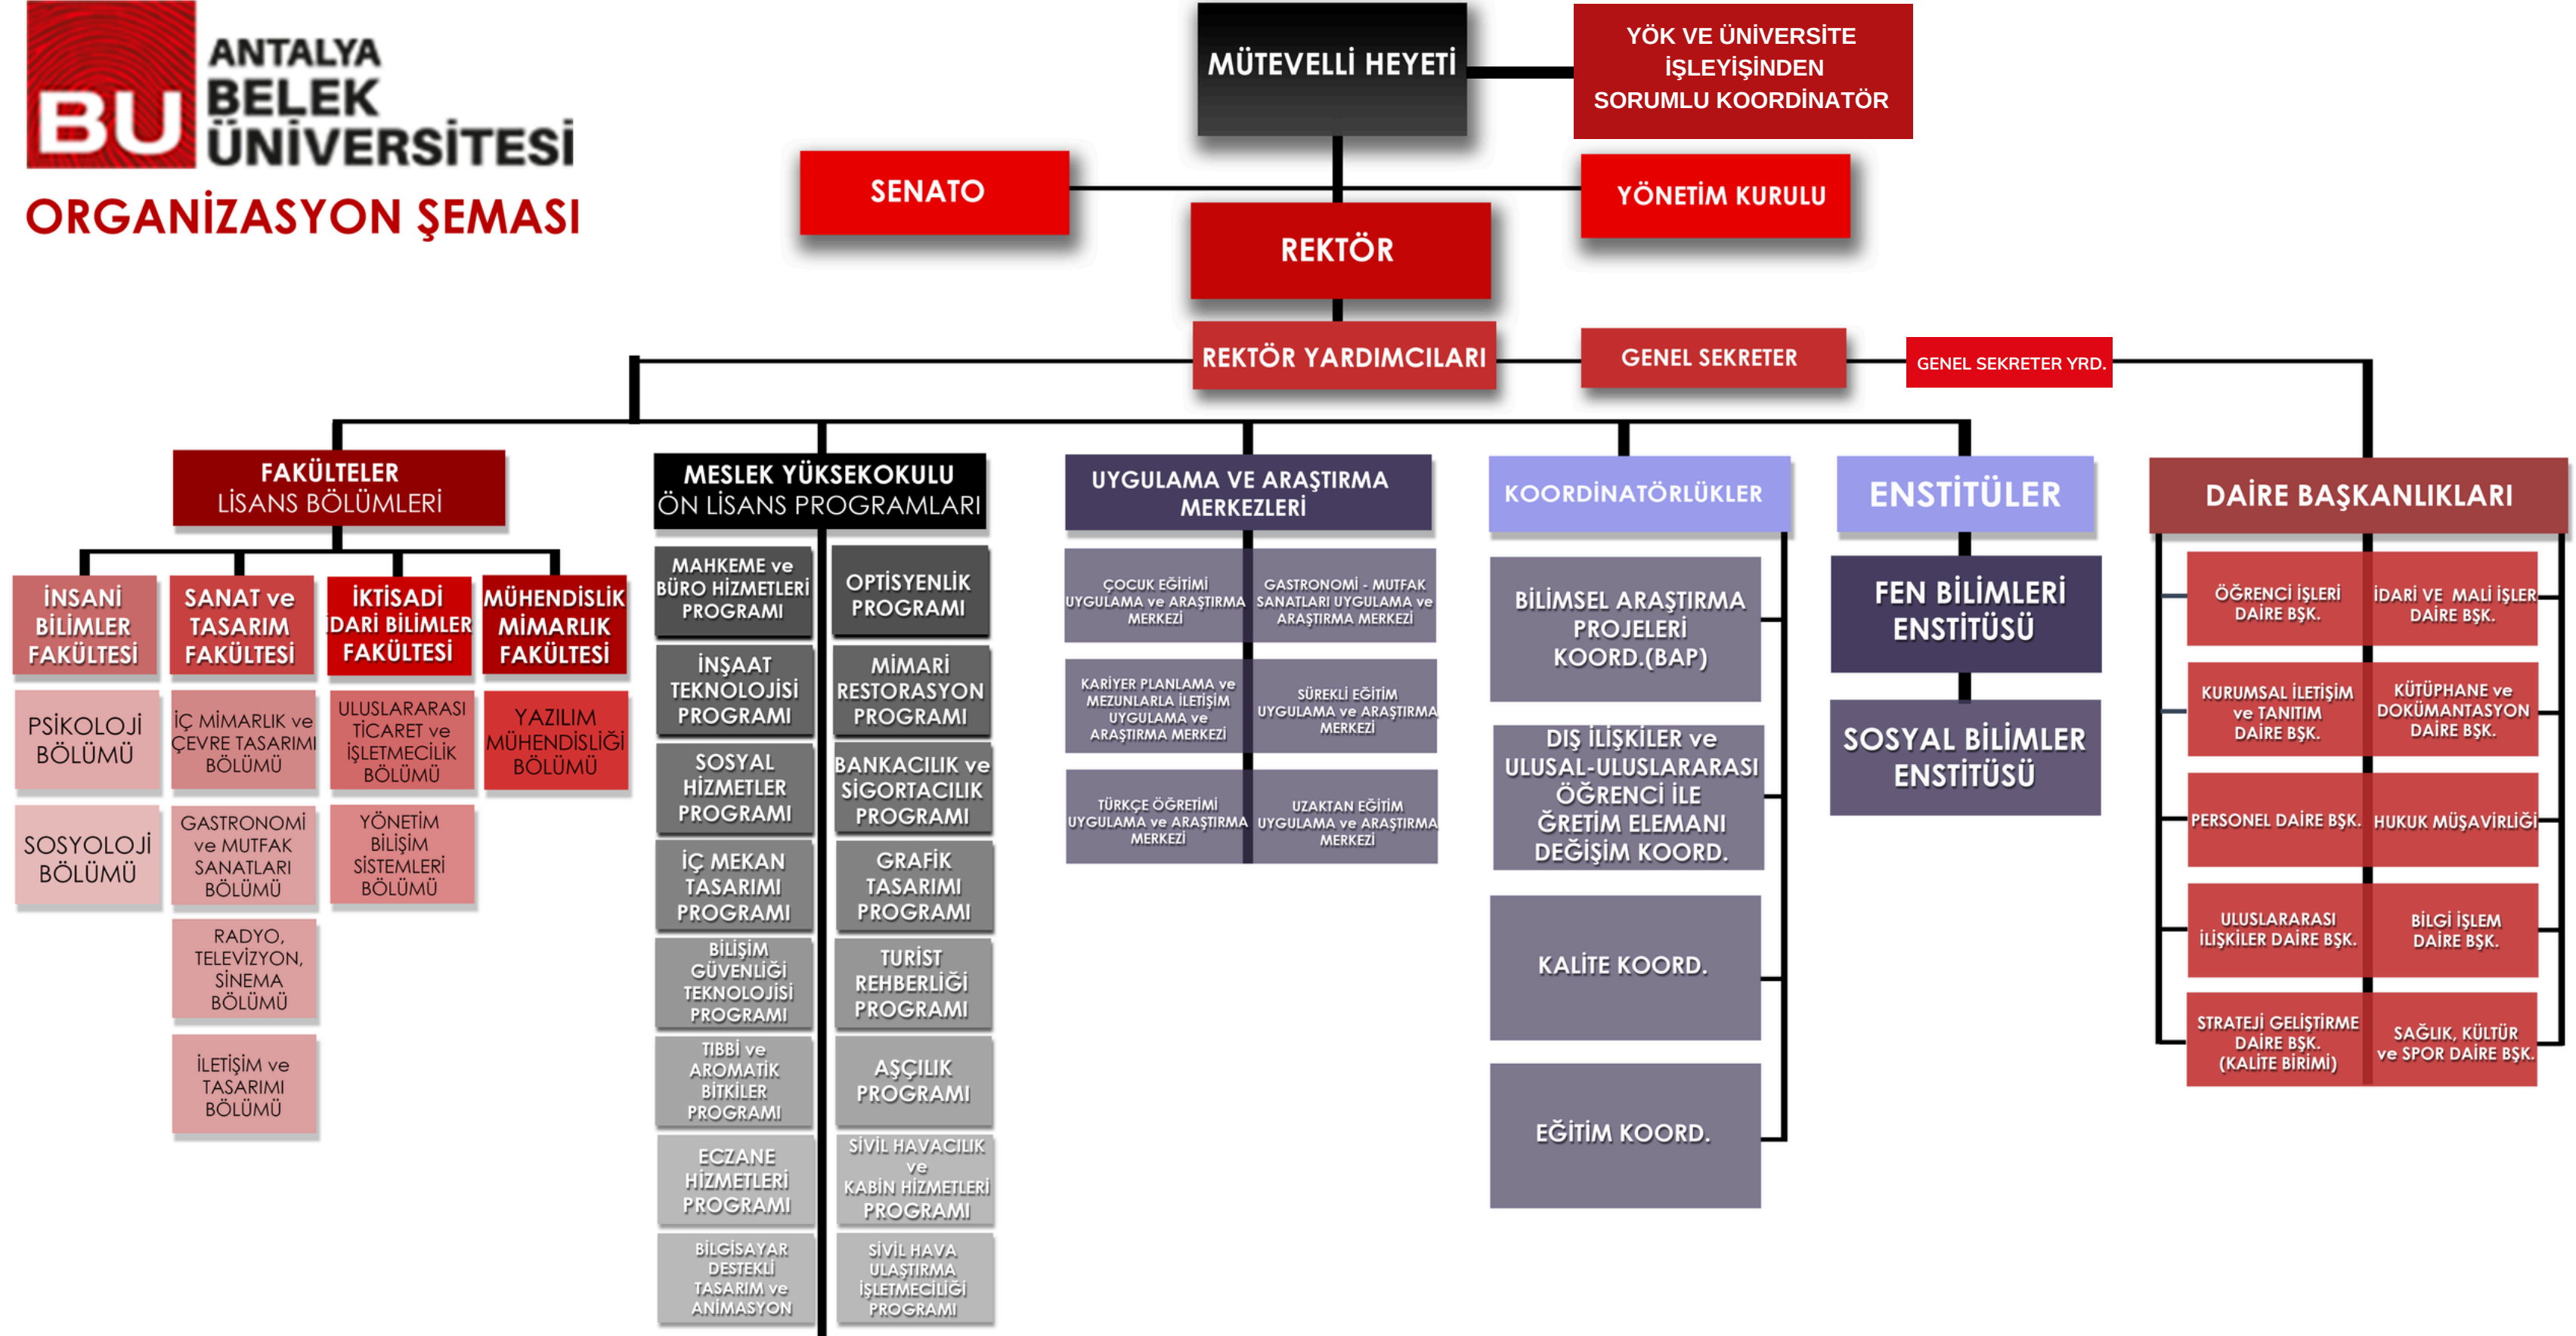 BU
ANTALYA
BELEK
ÜNİVERSİTESİ
ORGANİZASYON ŞEMASI
MÜTEVELLİ HEYETİ
YÖK VE ÜNİVERSİTE
İŞLEYİŞİNDEN
SORUMLU KOORDİNATÖR
SENATO
YÖNETİM KURULU
REKTÖR
REKTÖR YARDIMCILARI
GENEL SEKRETER
GENEL SEKRETER YRD.
FAKÜLTELER
LİSANS BÖLÜMLERİ
İNSANİ
BİLİMLER
FAKÜLTESİ
PSİKOLOJİ
BÖLÜMÜ
SOSYOLOJİ
BÖLÜMÜ
SANAT ve
TASARIM
FAKÜLTESİ
İÇ MİMARLIK ve
ÇEVRE TASARIMI
BÖLÜMÜ
GASTRONOMİ
ve MUTFAK
SANATLARI
BÖLÜMÜ
RADYO,
TELEVİZYON,
SİNEMA
BÖLÜMÜ
İLETİŞİM ve
TASARIMI
BÖLÜMÜ
İKTİSADİ
İDARİ BİLİMLER
FAKÜLTESİ
ULUSLARARASI
TİCARET ve
İŞLETMECİLİK
BÖLÜMÜ
YÖNETİM
BİLİŞİM
SİSTEMLERİ
BÖLÜMÜ
MÜHENDİSLİK
MİMARLIK
FAKÜLTESİ
YAZILIM
MÜHENDİSLİĞİ
BÖLÜMÜ
MESLEK YÜKSEKOKULU
ÖN LİSANS PROGRAMLARI
MAHKEME ve
BÜRO HİZMETLERİ
PROGRAMI
OPTİSYENLİK
PROGRAMI
İNŞAAT
TEKNOLOJİSİ
PROGRAMI
MİMARİ
RESTORASYON
PROGRAMI
SOSYAL
HİZMETLER
PROGRAMI
BANKACILIK ve
SİGORTACILIK
PROGRAMI
İÇ MEKAN
TASARIMI
PROGRAMI
GRAFİK
TASARIMI
PROGRAMI
BİLİŞİM
GÜVENLİĞİ
TEKNOLOJİSİ
PROGRAMI
TURİST
REHBERLİĞİ
PROGRAMI
TIBBİ ve
AROMATİK
BİTKİLER
PROGRAMI
AŞÇILIK
PROGRAMI
ECZANE
HİZMETLERİ
PROGRAMI
SİVİL HAVACILIK
ve
KABİN HİZMETLERİ
PROGRAMI
BİLGİSAYAR
DESTEKLİ
TASARIM ve
ANİMASYON
SİVİL HAVA
ULAŞTIRMA
İŞLETMECİLİĞİ
PROGRAMI
UYGULAMA VE ARAŞTIRMA
MERKEZLERİ
ÇOCUK EĞİTİMİ
UYGULAMA ve ARAŞTIRMA
MERKEZİ
GASTRONOMİ - MUTFAK
SANATLARI UYGULAMA ve
ARAŞTIRMA MERKEZİ
KARİYER PLANLAMA ve
MEZUNLARLA İLETİŞİM
UYGULAMA ve
ARAŞTIRMA MERKEZİ
SÜREKLİ EĞİTİM
UYGULAMA ve ARAŞTIRMA
MERKEZİ
TÜRKÇE ÖĞRETİMİ
UYGULAMA ve ARAŞTIRMA
MERKEZİ
UZAKTAN EĞİTİM
UYGULAMA ve ARAŞTIRMA
MERKEZİ
KOORDİNATÖRLÜKLER
BİLİMSEL ARAŞTIRMA
PROJELERİ
KOORD.(BAP)
DIŞ İLİŞKİLER ve
ULUSAL-ULUSLARARASI
ÖĞRENCİ İLE
ĞRETİM ELEMANI
DEĞİŞİM KOORD.
KALİTE KOORD.
EĞİTİM KOORD.
ENSTİTÜLER
FEN BİLİMLERİ
ENSTİTÜSÜ
SOSYAL BİLİMLER
ENSTİTÜSÜ
DAİRE BAŞKANLIKLARI
ÖĞRENCİ İŞLERİ
DAİRE BŞK.
İDARİ VE MALİ İŞLER
DAİRE BŞK.
KURUMSAL İLETİŞİM
ve TANITIM
DAİRE BŞK.
KÜTÜPHANE ve
DOKÜMANTASYON
DAİRE BŞK.
PERSONEL DAİRE BŞK.
HUKUK MÜŞAVİRLİĞİ
ULUSLARARASI
İLİŞKİLER DAİRE BŞK.
BİLGİ İŞLEM
DAİRE BŞK.
STRATEJİ GELİŞTİRME
DAİRE BŞK.
(KALİTE BİRİMİ)
SAĞLIK, KÜLTÜR
ve SPOR DAİRE BŞK.